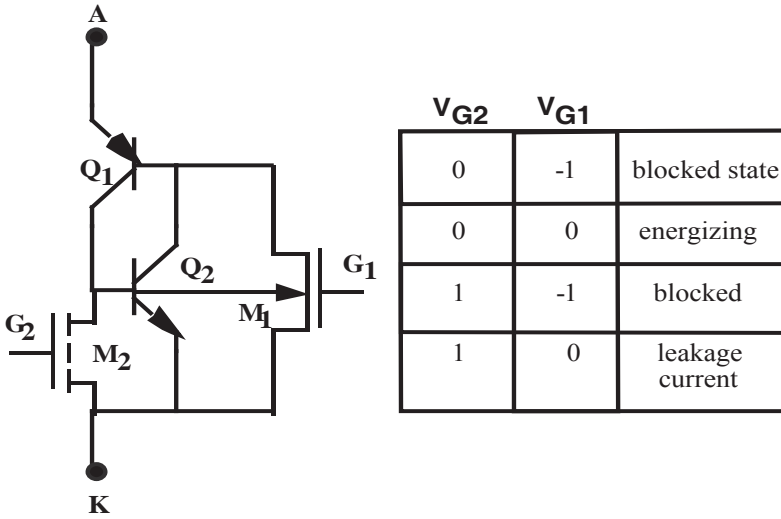 A
Q1
Q2
G1
M1
G2
M2
K
VG2 VG1
0 -1 blocked state
0 0 energizing
1 -1 blocked
1 0 leakage
current